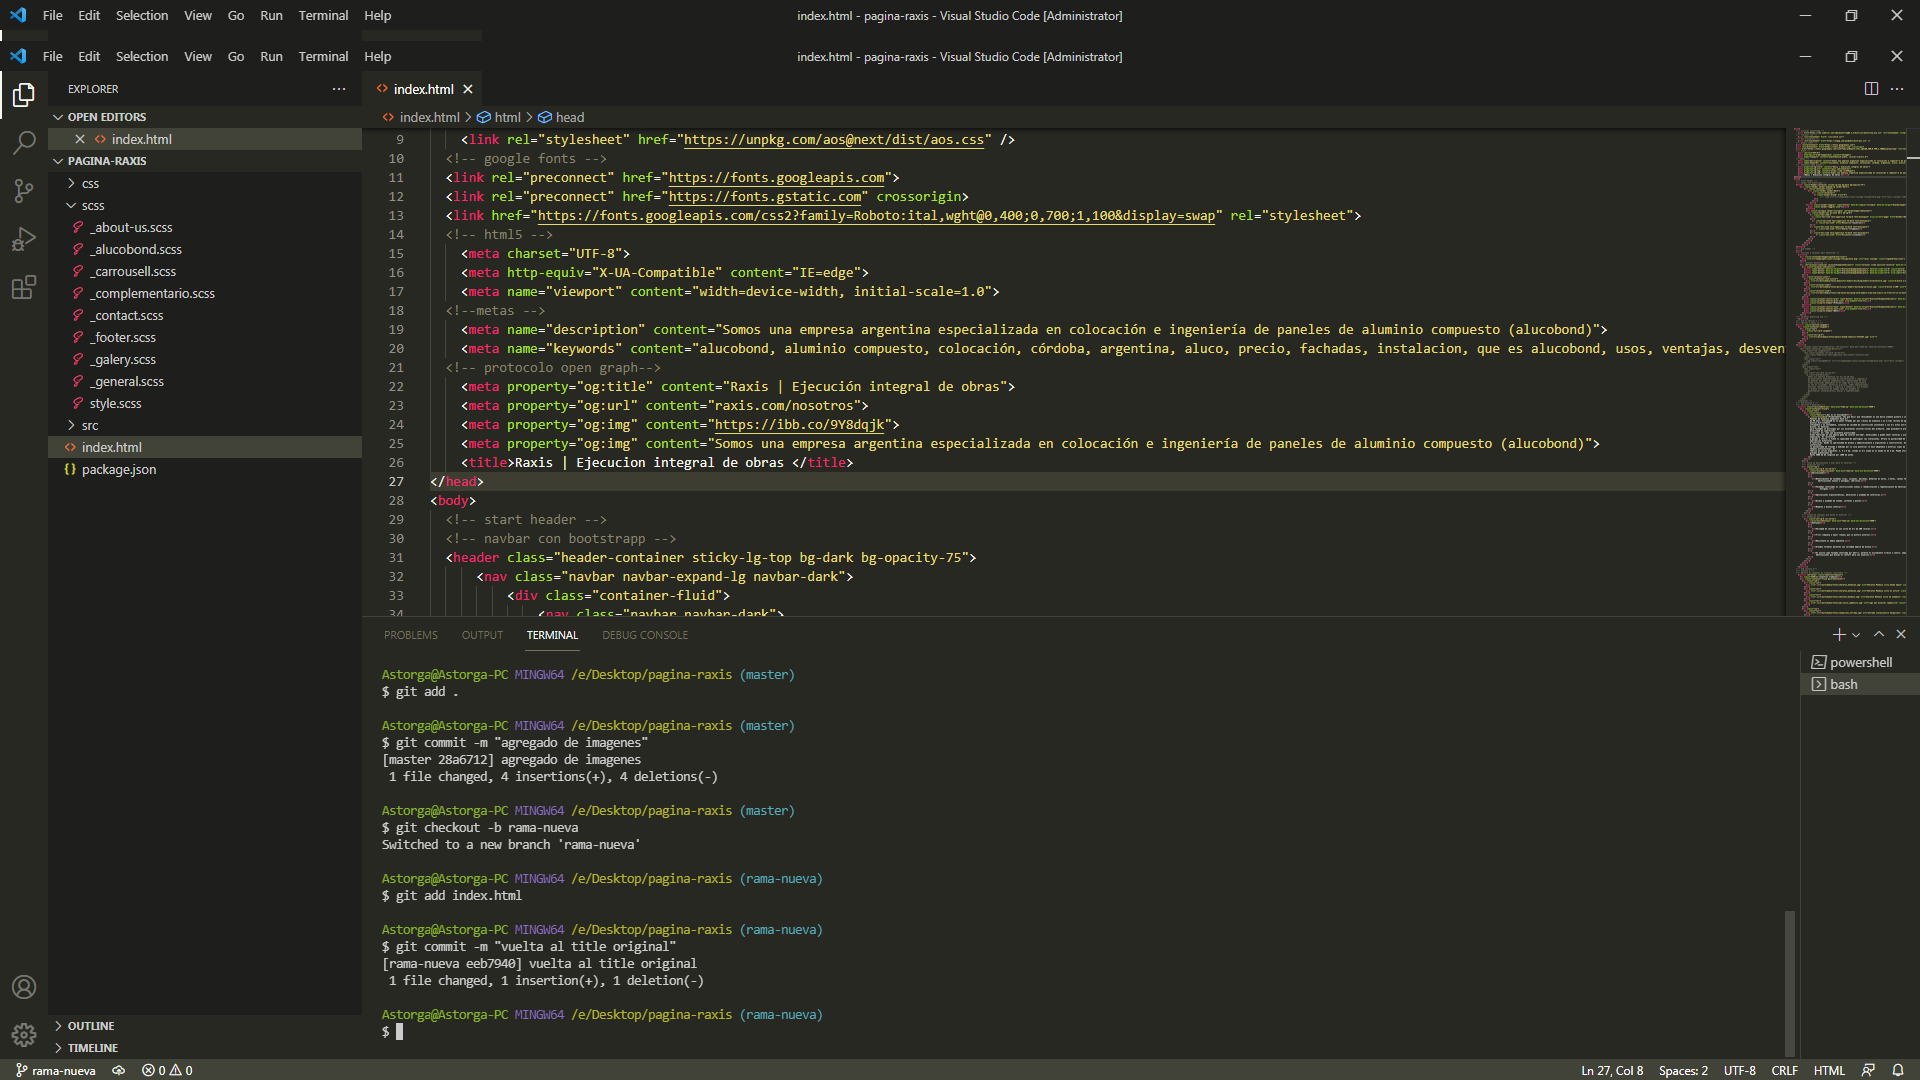 File Edit Selection View Go Run Terminal Help index.html - pagina-raxis - Visual Studio Code [Administrator]
File Edit Selection View Go Run Terminal Help index.html - pagina-raxis - Visual Studio Code [Administrator]
EXPLORER
OPEN EDITORS
index.html
PAGINA-RAXIS
css
scss
_about-us.scss
_alucobond.scss
_carrousell.scss
_complementario.scss
_contact.scss
_footer.scss
_galery.scss
_general.scss
style.scss
src
index.html
package.json
OUTLINE
TIMELINE
index.html
index.html > html > head
9 <link rel="stylesheet" href="https://unpkg.com/aos@next/dist/aos.css" />
10 <!-- google fonts -->
11 <link rel="preconnect" href="https://fonts.googleapis.com">
12 <link rel="preconnect" href="https://fonts.gstatic.com" crossorigin>
13 <link href="https://fonts.googleapis.com/css2?family=Roboto:ital,wght@0,400;0,700;1,100&display=swap" rel="stylesheet">
14 <!-- html5 -->
15 <meta charset="UTF-8">
16 <meta http-equiv="X-UA-Compatible" content="IE=edge">
17 <meta name="viewport" content="width=device-width, initial-scale=1.0">
18 <!--metas -->
19 <meta name="description" content="Somos una empresa argentina especializada en colocación e ingeniería de paneles de aluminio compuesto (alucobond)">
20 <meta name="keywords" content="alucobond, aluminio compuesto, colocación, córdoba, argentina, aluco, precio, fachadas, instalacion, que es alucobond, usos, ventajas, desven
21 <!-- protocolo open graph-->
22 <meta property="og:title" content="Raxis | Ejecución integral de obras">
23 <meta property="og:url" content="raxis.com/nosotros">
24 <meta property="og:img" content="https://ibb.co/9Y8dqjk">
25 <meta property="og:img" content="Somos una empresa argentina especializada en colocación e ingeniería de paneles de aluminio compuesto (alucobond)">
26 <title>Raxis | Ejecucion integral de obras </title>
27 </head>
28 <body>
29 <!-- start header -->
30 <!-- navbar con bootstrapp -->
31 <header class="header-container sticky-lg-top bg-dark bg-opacity-75">
32 <nav class="navbar navbar-expand-lg navbar-dark">
33 <div class="container-fluid">
34 <nav class="navbar navbar-dark">
PROBLEMS OUTPUT TERMINAL DEBUG CONSOLE
powershell
bash
Astorga@Astorga-PC MINGW64 /e/Desktop/pagina-raxis (master)
$ git add .
Astorga@Astorga-PC MINGW64 /e/Desktop/pagina-raxis (master)
$ git commit -m "agregado de imagenes"
[master 28a6712] agregado de imagenes
1 file changed, 4 insertions(+), 4 deletions(-)
Astorga@Astorga-PC MINGW64 /e/Desktop/pagina-raxis (master)
$ git checkout -b rama-nueva
Switched to a new branch 'rama-nueva'
Astorga@Astorga-PC MINGW64 /e/Desktop/pagina-raxis (rama-nueva)
$ git add index.html
Astorga@Astorga-PC MINGW64 /e/Desktop/pagina-raxis (rama-nueva)
$ git commit -m "vuelta al title original"
[rama-nueva eeb7940] vuelta al title original
1 file changed, 1 insertion(+), 1 deletion(-)
Astorga@Astorga-PC MINGW64 /e/Desktop/pagina-raxis (rama-nueva)
$
rama-nueva 0 0 Ln 27, Col 8 Spaces: 2 UTF-8 CRLF HTML